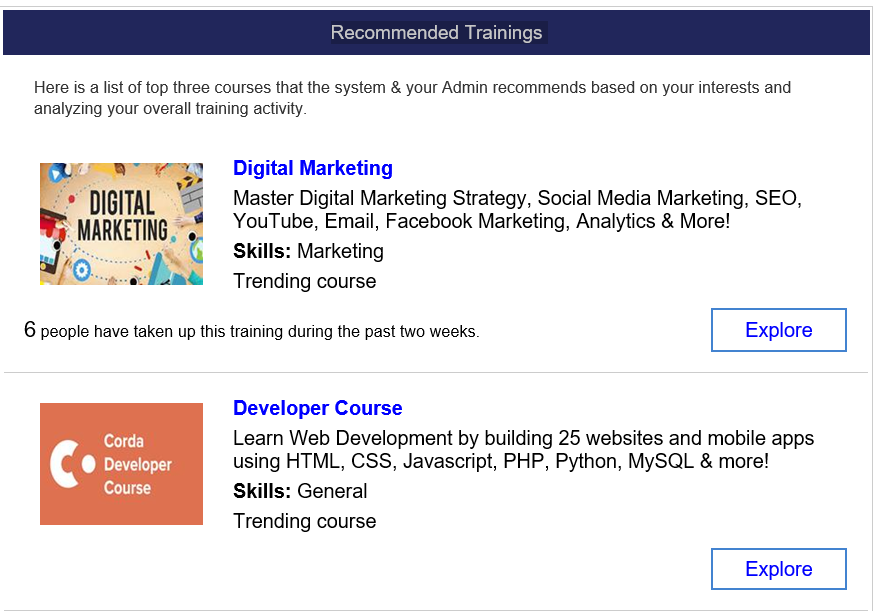 Recommended Trainings
Here is a list of top three courses that the system & your Admin recommends based on your interests and
analyzing your overall training activity.
DIGITAL
MARKETING
Digital Marketing
Master Digital Marketing Strategy, Social Media Marketing, SEO,
YouTube, Email, Facebook Marketing, Analytics & More!
Skills: Marketing
Trending course
6 people have taken up this training during the past two weeks.
Explore
Corda
Developer
Course
Developer Course
Learn Web Development by building 25 websites and mobile apps
using HTML, CSS, Javascript, PHP, Python, MySQL & more!
Skills: General
Trending course
Explore